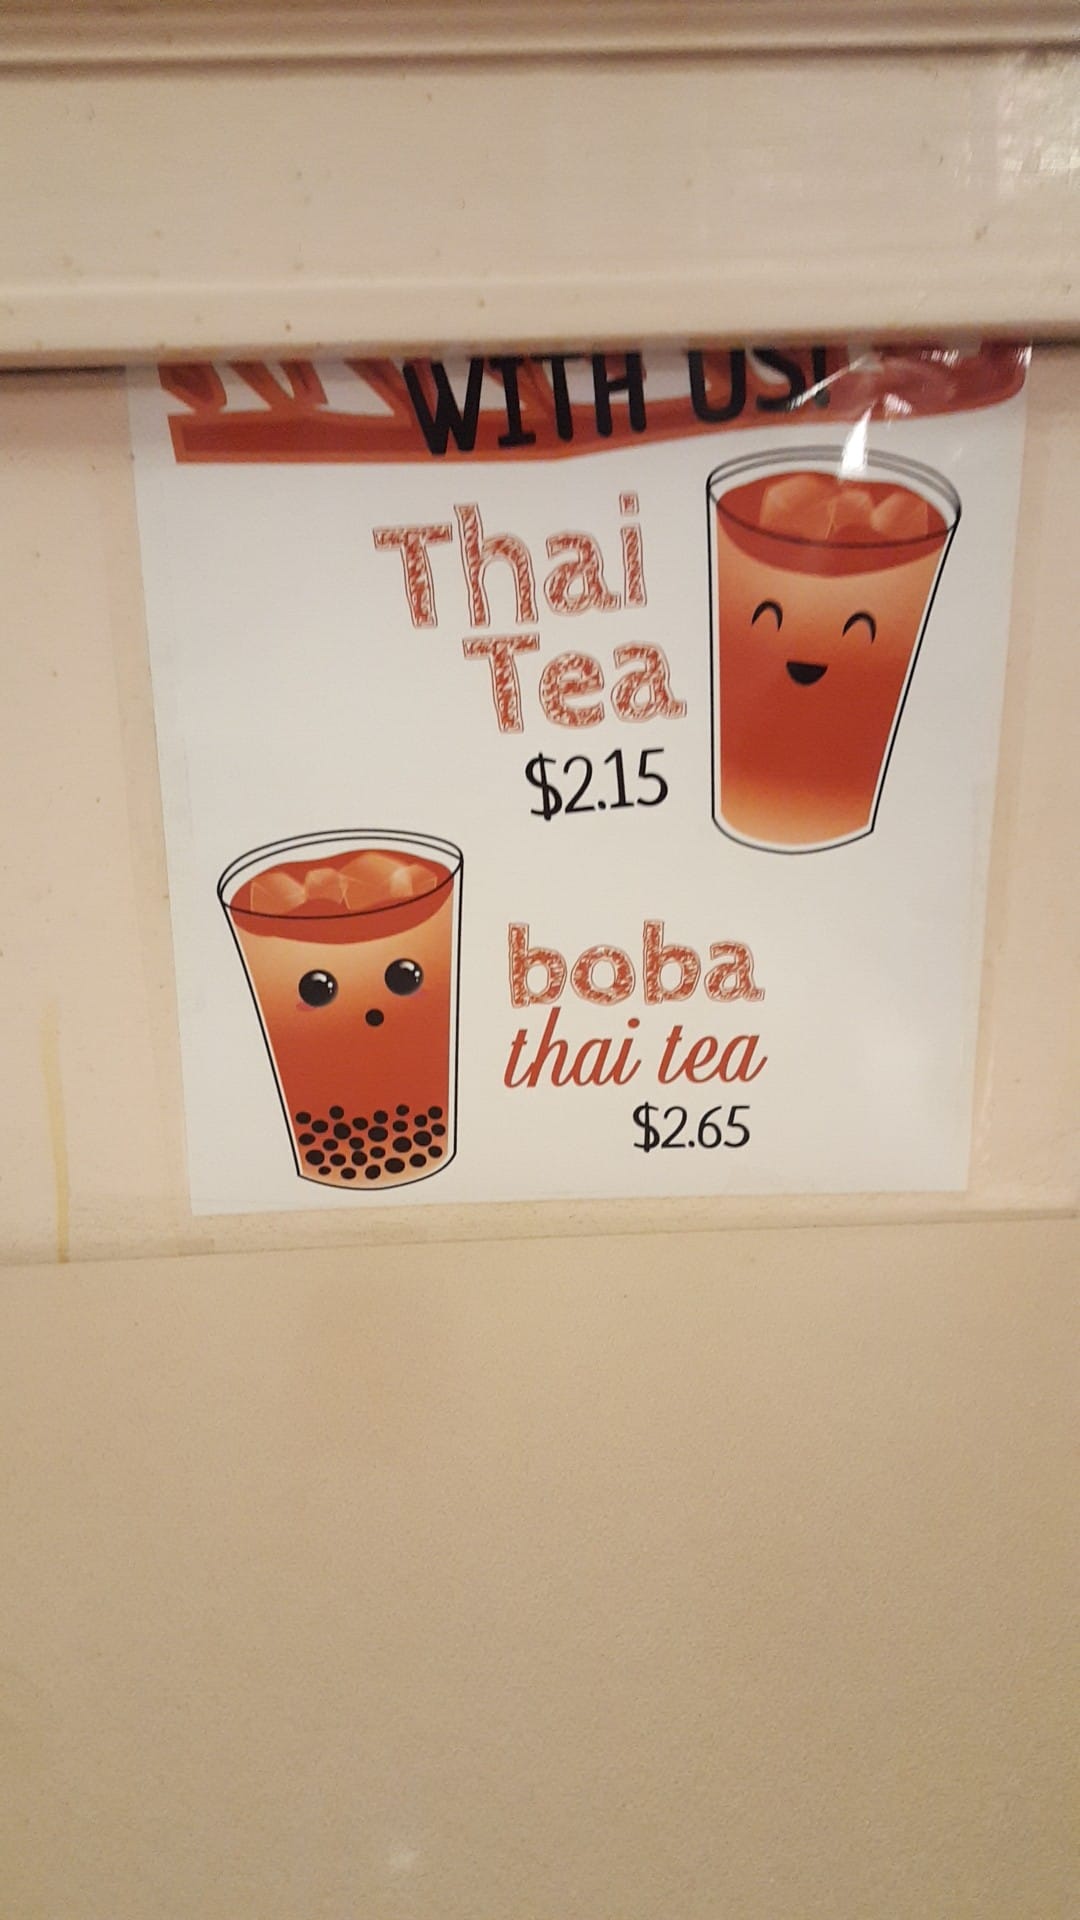 WITH US!
Thai
Tea
$2.15
boba
thai tea
$2.65